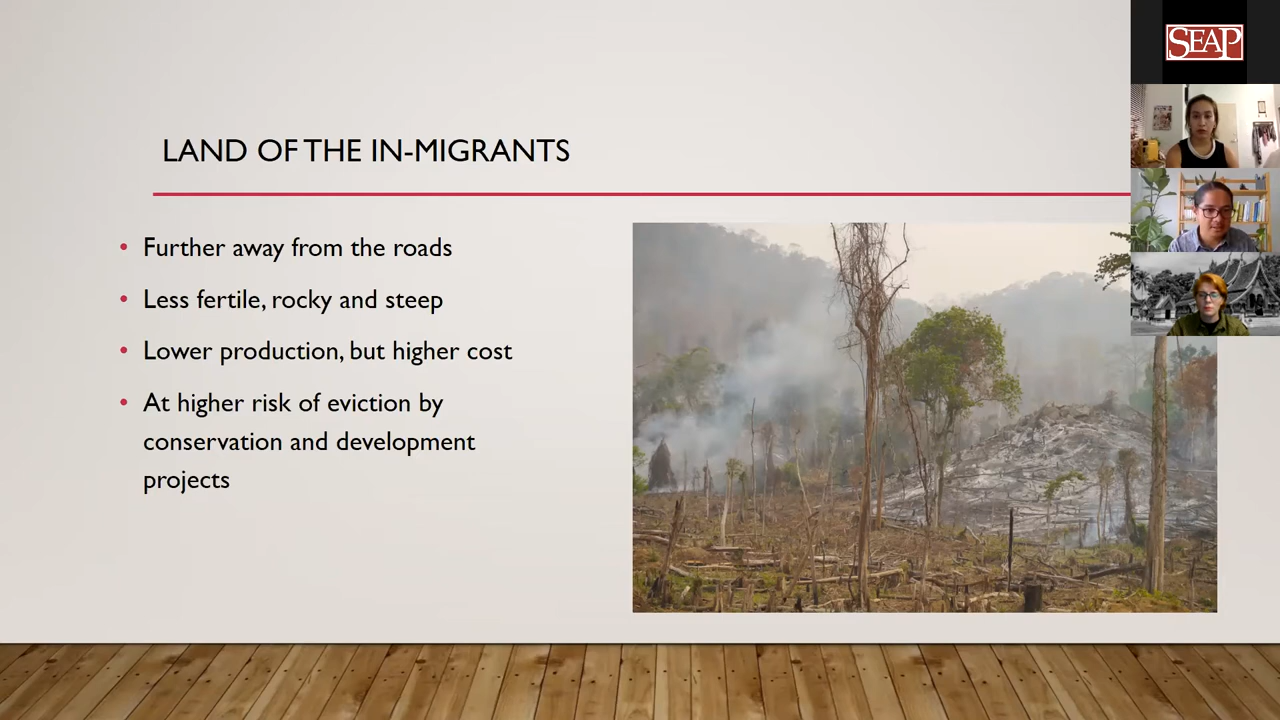 SEAP
LAND OF THE IN-MIGRANTS
• Further away from the roads
• Less fertile, rocky and steep
• Lower production, but higher cost
• At higher risk of eviction by
conservation and development
projects